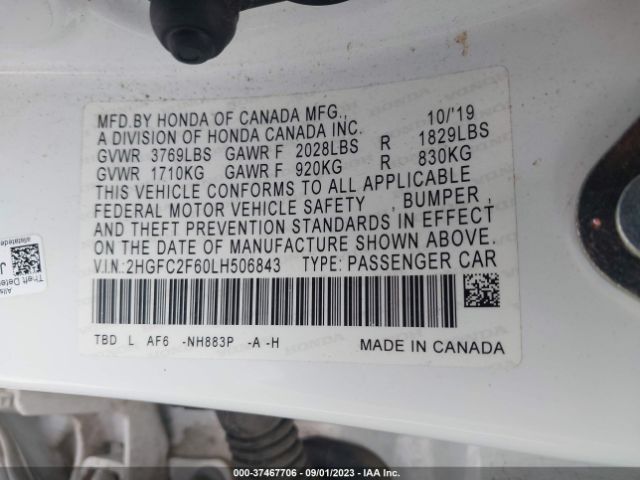 MFD.BY HONDA OF CANADA MFG., 10/'19
A DIVISION OF HONDA CANADA INC.
GVWR 3769LBS GAWR F 2028LBS R 1829LBS
GVWR 1710KG GAWR F 920KG R 830KG
THIS VEHICLE CONFORMS TO ALL APPLICABLE
FEDERAL MOTOR VEHICLE SAFETY , BUMPER ,
AND THEFT PREVENTION STANDARDS IN EFFECT
ON THE DATE OF MANUFACTURE SHOWN ABOVE.
V.I.N.: 2HGFC2F60LH506843 TYPE: PASSENGER CAR
TBD L AF6 -NH883P -A -H
MADE IN CANADA
Theft Deter
allstatede
000-37467706 - 09/01/2023 - IAA Inc.